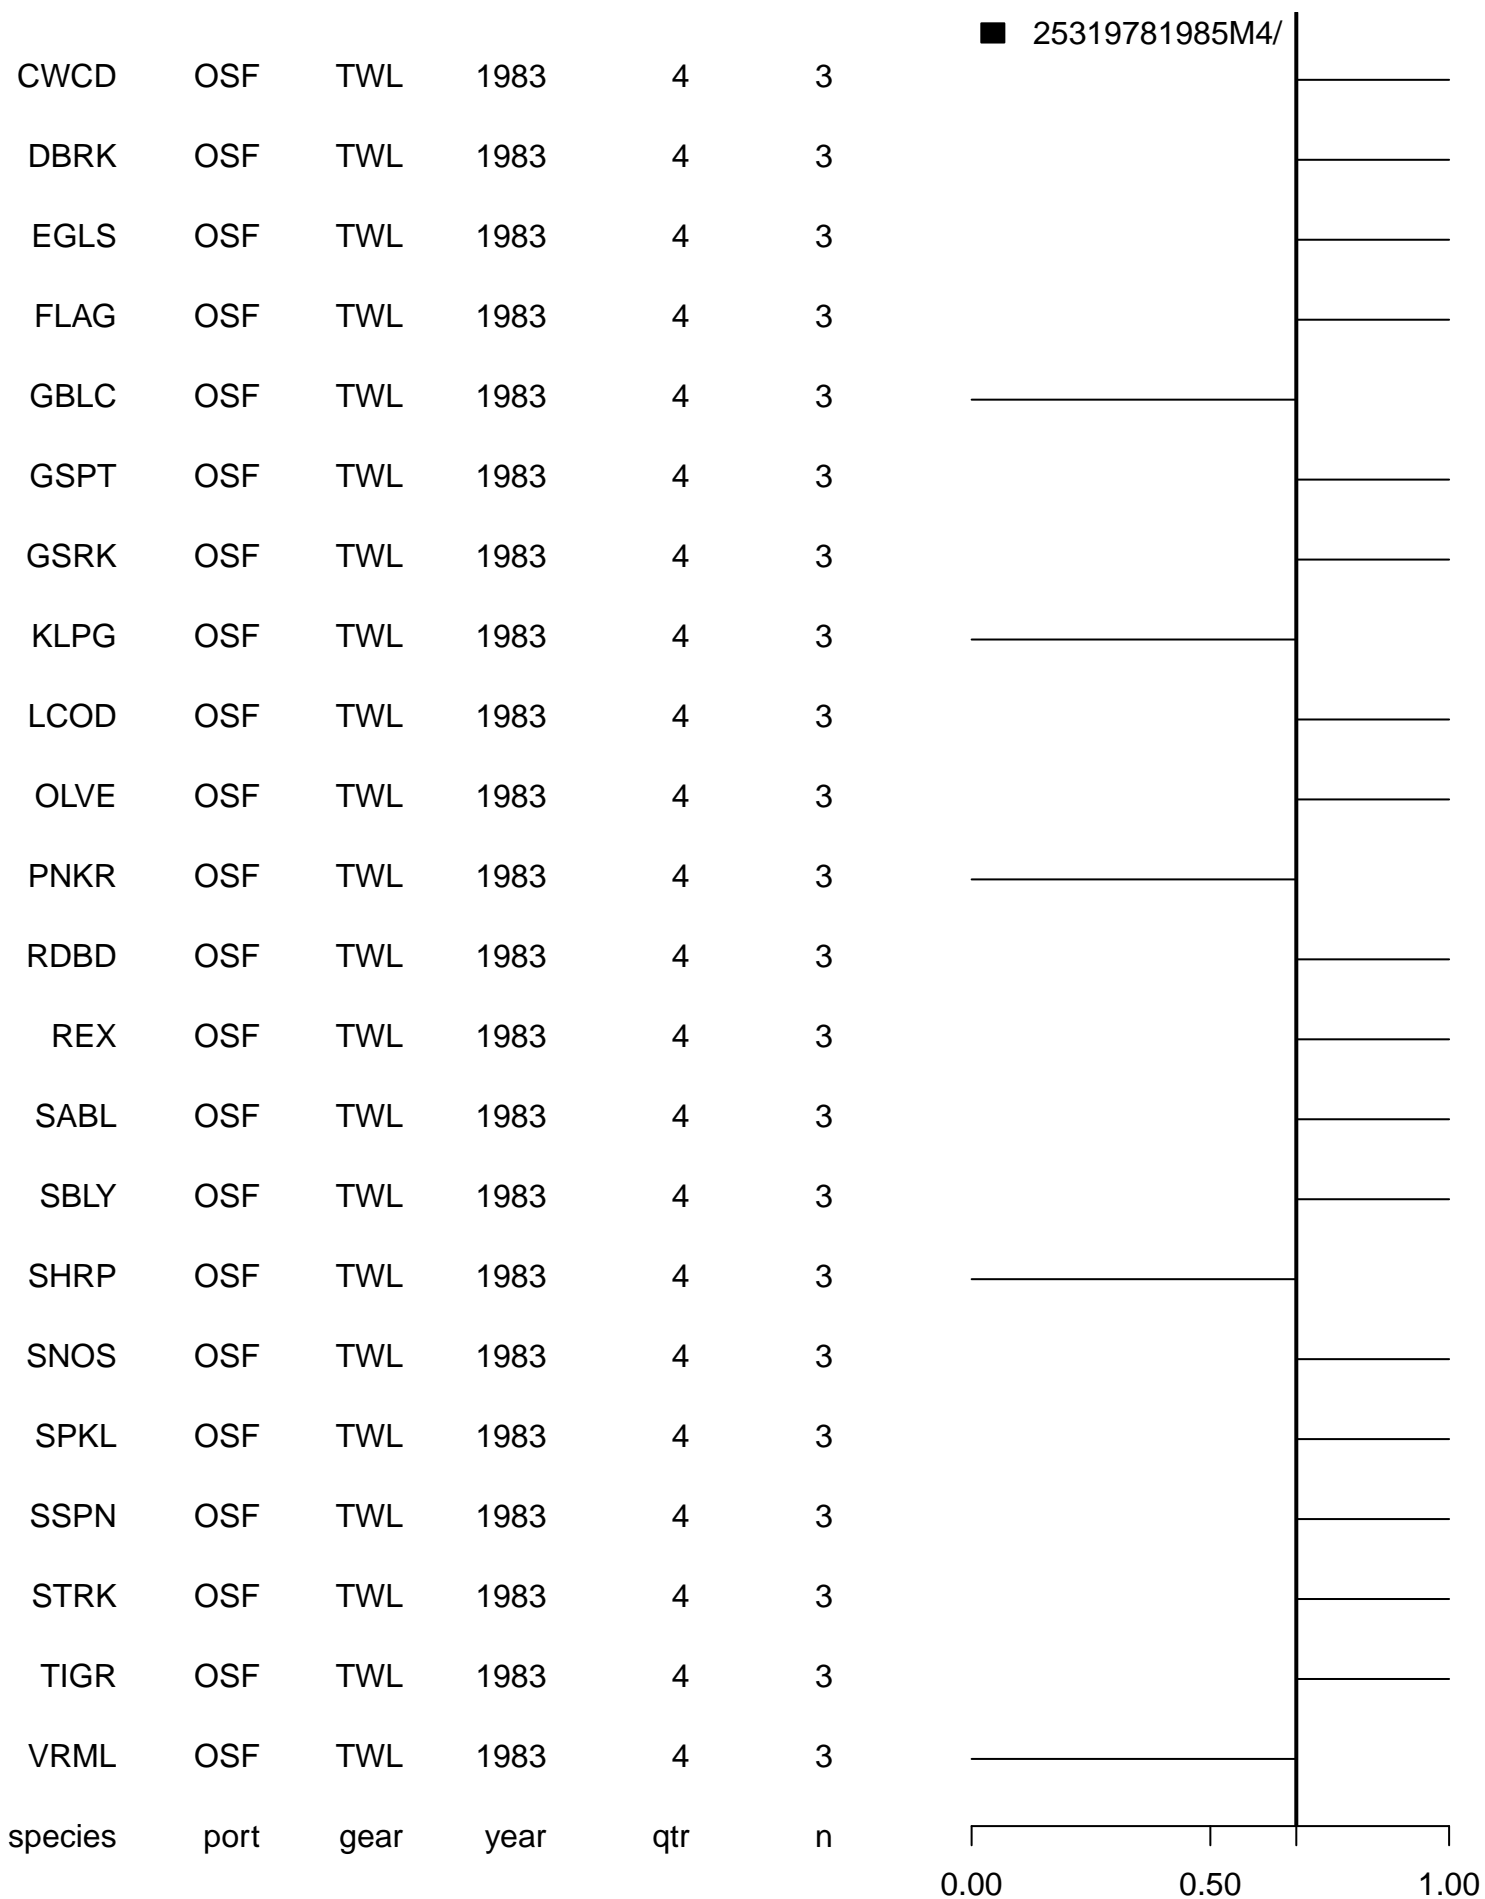 25319781985M4/
CWCD OSF TWL 1983 4 3
DBRK OSF TWL 1983 4 3
EGLS OSF TWL 1983 4 3
FLAG OSF TWL 1983 4 3
GBLC OSF TWL 1983 4 3
GSPT OSF TWL 1983 4 3
GSRK OSF TWL 1983 4 3
KLPG OSF TWL 1983 4 3
LCOD OSF TWL 1983 4 3
OLVE OSF TWL 1983 4 3
PNKR OSF TWL 1983 4 3
RDBD OSF TWL 1983 4 3
REX OSF TWL 1983 4 3
SABL OSF TWL 1983 4 3
SBLY OSF TWL 1983 4 3
SHRP OSF TWL 1983 4 3
SNOS OSF TWL 1983 4 3
SPKL OSF TWL 1983 4 3
SSPN OSF TWL 1983 4 3
STRK OSF TWL 1983 4 3
TIGR OSF TWL 1983 4 3
VRML OSF TWL 1983 4 3
species port gear year qtr n
0.00 0.50 1.00